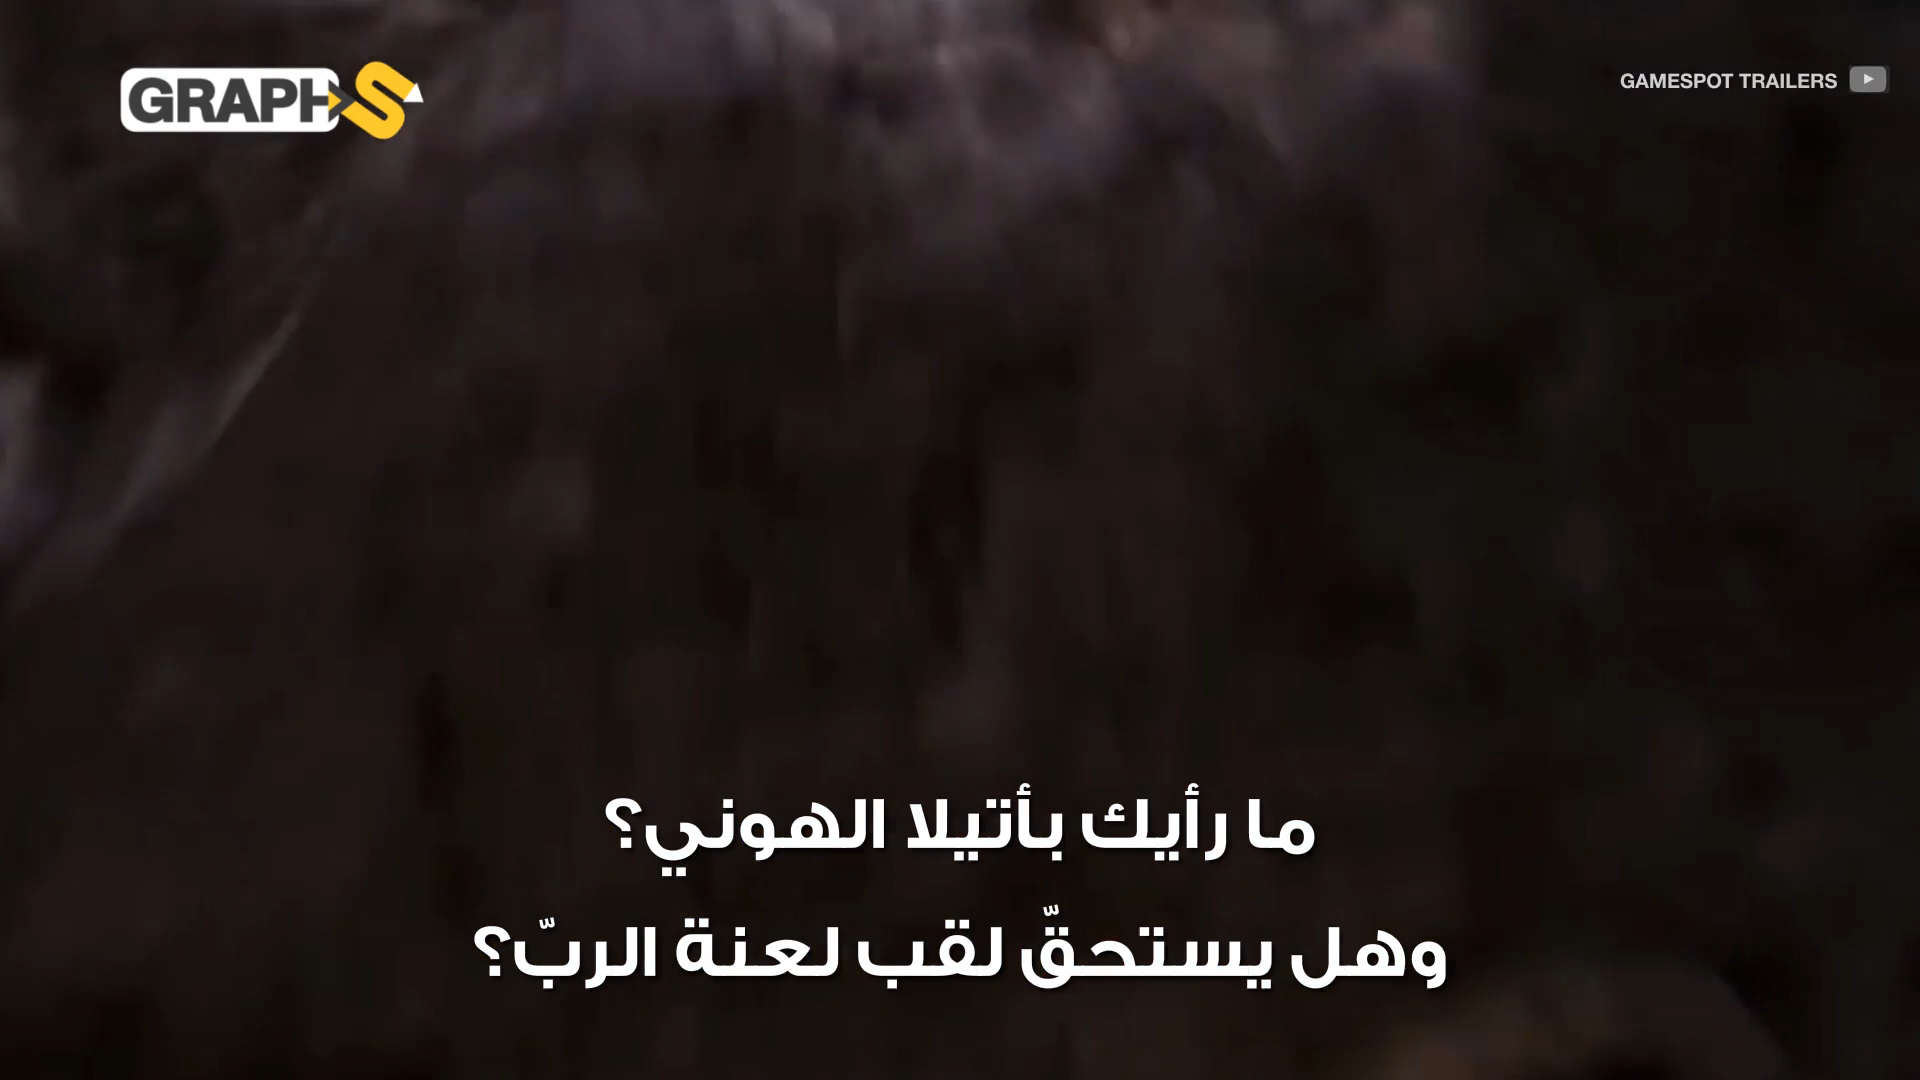 GRAPHS
GAMESPOT TRAILERS
ما رأيك بأتيلا الهوني؟
وهل يستحقّ لقب لعنة الربّ؟